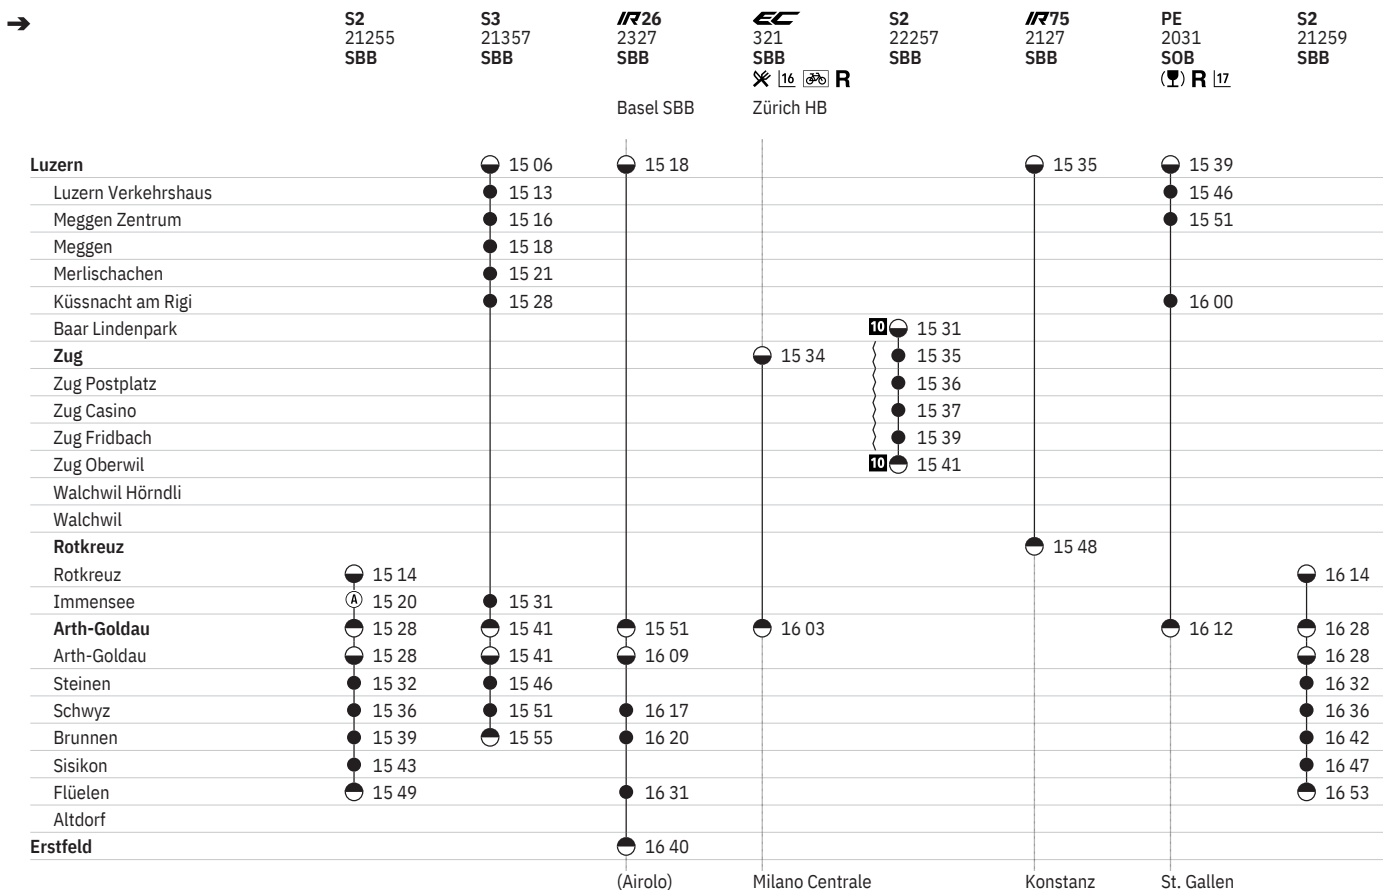 ➔ S2 S3 IR26 EC S2 IR75 PE S2
21255 21357 2327 321 22257 2127 2031 21259
SBB SBB SBB SBB SBB SBB SOB SBB
16 R R 17
Basel SBB Zürich HB
Luzern 15 06 15 18 15 35 15 39
Luzern Verkehrshaus 15 13 15 46
Meggen Zentrum 15 16 15 51
Meggen 15 18
Merlischachen 15 21
Küssnacht am Rigi 15 28 16 00
Baar Lindenpark 10 15 31
Zug 15 34 15 35
Zug Postplatz 15 36
Zug Casino 15 37
Zug Fridbach 15 39
Zug Oberwil 10 15 41
Walchwil Hörndli
Walchwil
Rotkreuz 15 48
Rotkreuz 15 14 16 14
Immensee A 15 20 15 31
Arth-Goldau 15 28 15 41 15 51 16 03 16 12 16 28
Arth-Goldau 15 28 15 41 16 09 16 28
Steinen 15 32 15 46 16 32
Schwyz 15 36 15 51 16 17 16 36
Brunnen 15 39 15 55 16 20 16 42
Sisikon 15 43 16 47
Flüelen 15 49 16 31 16 53
Altdorf
Erstfeld 16 40
(Airolo) Milano Centrale Konstanz St. Gallen